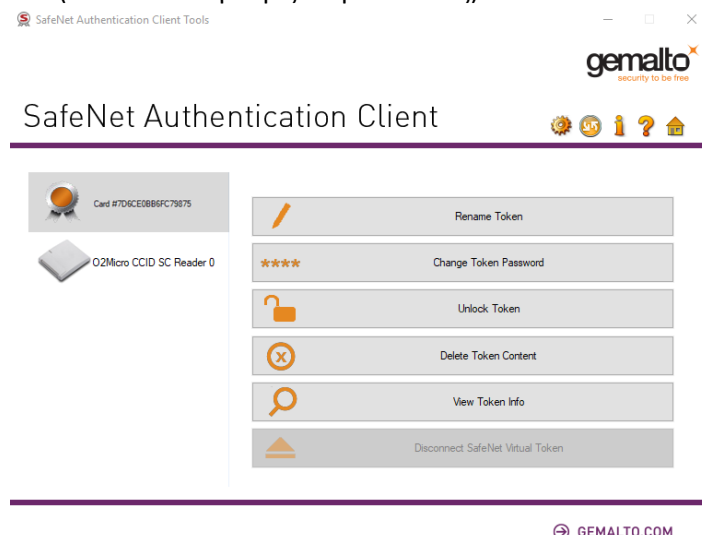 SafeNet Authentication Client Tools
gemalto
security to be free
SafeNet Authentication Client
Card #7D6CE0BB6FC79875
Rename Token
O2Micro CCID SC Reader 0
**** Change Token Password
Unlock Token
Delete Token Content
View Token Info
Disconnect SafeNet Virtual Token
GEMALTO.COM